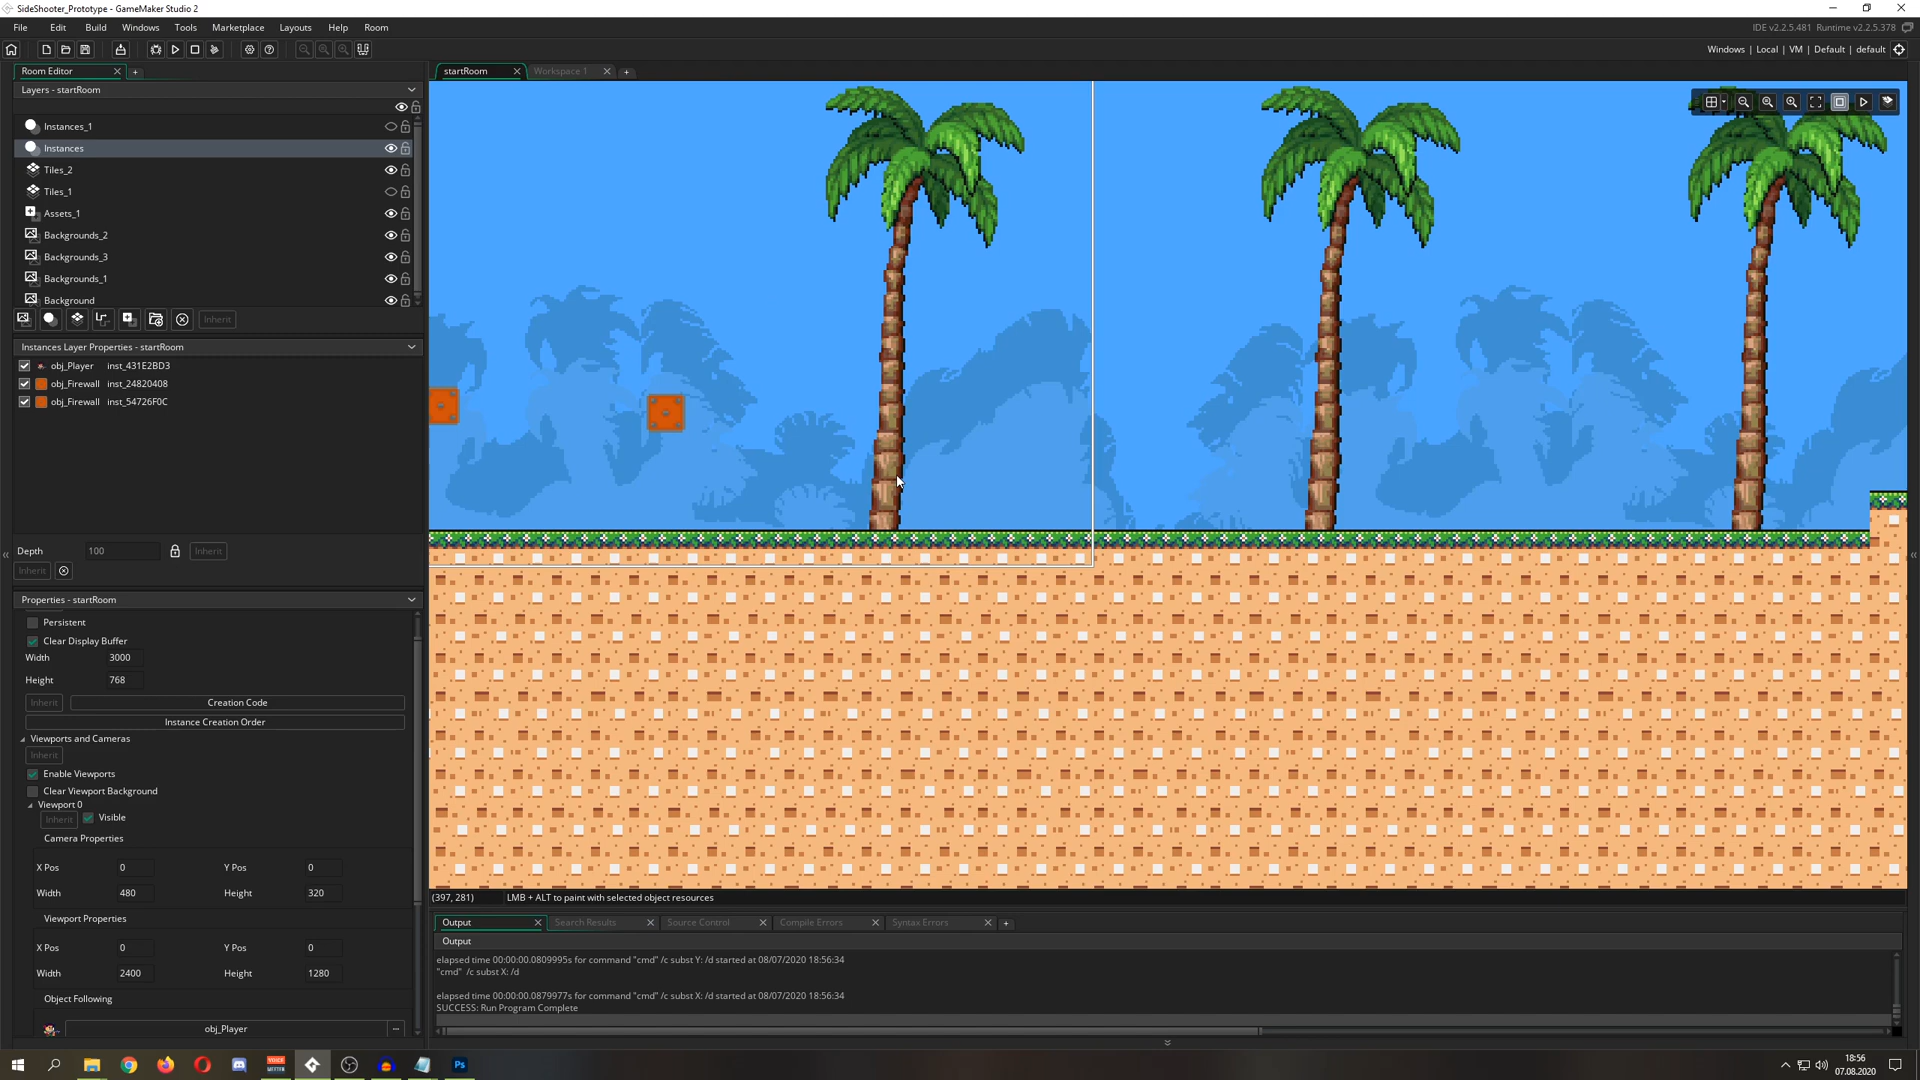 SideShooter_Prototype - GameMaker Studio 2
File Edit Build Windows Tools Marketplace Layouts Help Room
IDE v2.2.5.481 Runtime v2.2.5.378
Windows | Local | VM | Default | default
Room Editor
startRoom
Workspace 1
Layers - startRoom
Instances_1
Instances
Tiles_2
Tiles_1
Assets_1
Backgrounds_2
Backgrounds_3
Backgrounds_1
Background
Inherit
Instances Layer Properties - startRoom
obj_Player inst_431E2BD3
obj_Firewall inst_24820408
obj_Firewall inst_54726F0C
Depth 100 Inherit
Inherit
Properties - startRoom
Persistent
Clear Display Buffer
Width 3000
Height 768
Inherit Creation Code
Instance Creation Order
Viewports and Cameras
Inherit
Enable Viewports
Clear Viewport Background
Viewport 0
Inherit Visible
Camera Properties
X Pos 0 Y Pos 0
Width 480 Height 320
Viewport Properties
X Pos 0 Y Pos 0
Width 2400 Height 1280
Object Following
obj_Player ...
(397, 281) LMB + ALT to paint with selected object resources
Output Search Results Source Control Compile Errors Syntax Errors
Output
elapsed time 00:00:00.0809995s for command "cmd" /c subst Y: /d started at 08/07/2020 18:56:34
"cmd" /c subst X: /d
elapsed time 00:00:00.0879977s for command "cmd" /c subst X: /d started at 08/07/2020 18:56:34
SUCCESS: Run Program Complete
Ps
18:56
07.08.2020